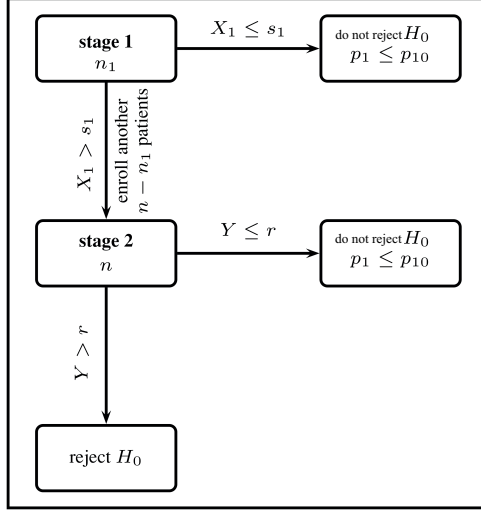 stage 1
n₁
X₁ ≤ s₁
do not reject H₀
p₁ ≤ p₁₀
X₁ > s₁
enroll another
n − n₁ patients
stage 2
n
Y ≤ r
do not reject H₀
p₁ ≤ p₁₀
Y > r
reject H₀